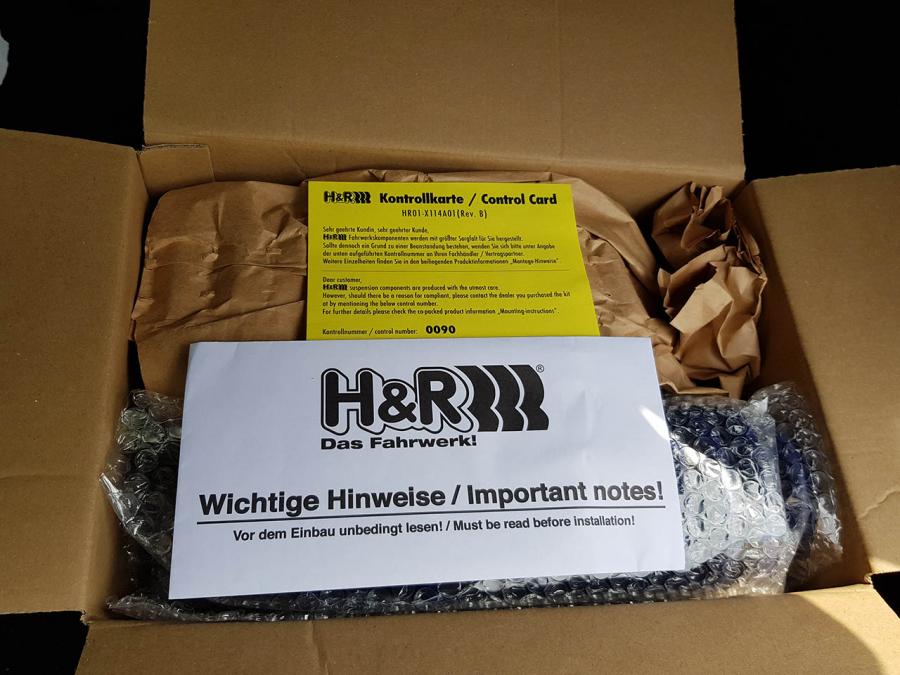 H&R Kontrollkarte / Control Card
HR01-X114A01(Rev. B)
Sehr geehrte Kundin, sehr geehrter Kunde,
H&R Fahrwerkskomponenten werden mit größter Sorgfalt für Sie hergestellt.
Sollte dennoch ein Grund zu einer Beanstandung bestehen, wenden Sie sich bitte unter Angabe
der unten aufgeführten Kontrollnummer an Ihren Fachhändler / Vertragspartner.
Weitere Einzelheiten finden Sie in den beiliegenden Produktinformationen „Montage-Hinweise“.
Dear customer,
H&R suspension components are produced with the utmost care.
However, should there be a reason for compliant, please contact the dealer you purchased the kit
at by mentioning the below control number.
For further details please check the co-packed product information „Mounting-instructions“.
Kontrollnummer / control number: 0090
H&R®
Das Fahrwerk!
Wichtige Hinweise / Important notes!
Vor dem Einbau unbedingt lesen! / Must be read before installation!